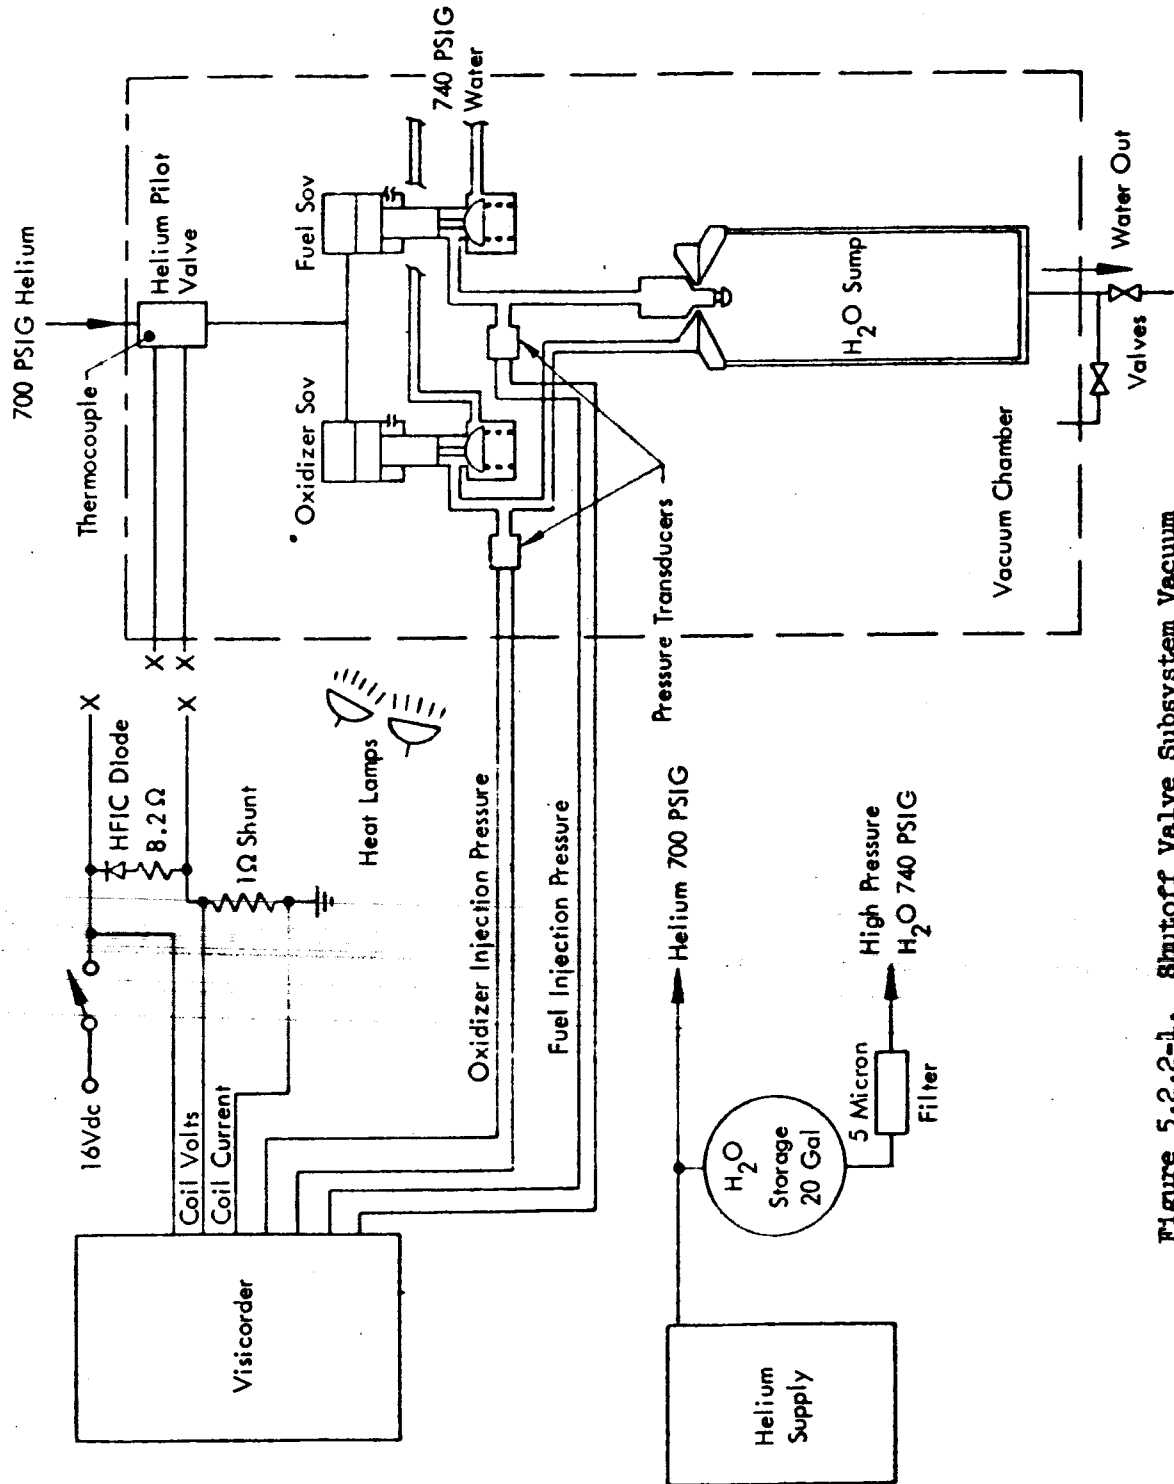 700 PSIG Helium
Thermocouple
Helium Pilot
Valve
Fuel Sov
740 PSIG
Water
Oxidizer Sov
H2O Sump
Water Out
Valves
Vacuum Chamber
Pressure Transducers
X
X
X
X
HFIC Diode
8.2Ω
1Ω Shunt
16Vdc
Heat Lamps
Coil Volts
Coil Current
Oxidizer Injection Pressure
Fuel Injection Pressure
Visicorder
Helium 700 PSIG
High Pressure
H2O 740 PSIG
5 Micron
Filter
H2O
Storage
20 Gal
Helium
Supply
Figure 5.2.2-1. Shutoff Valve Subsystem Vacuum